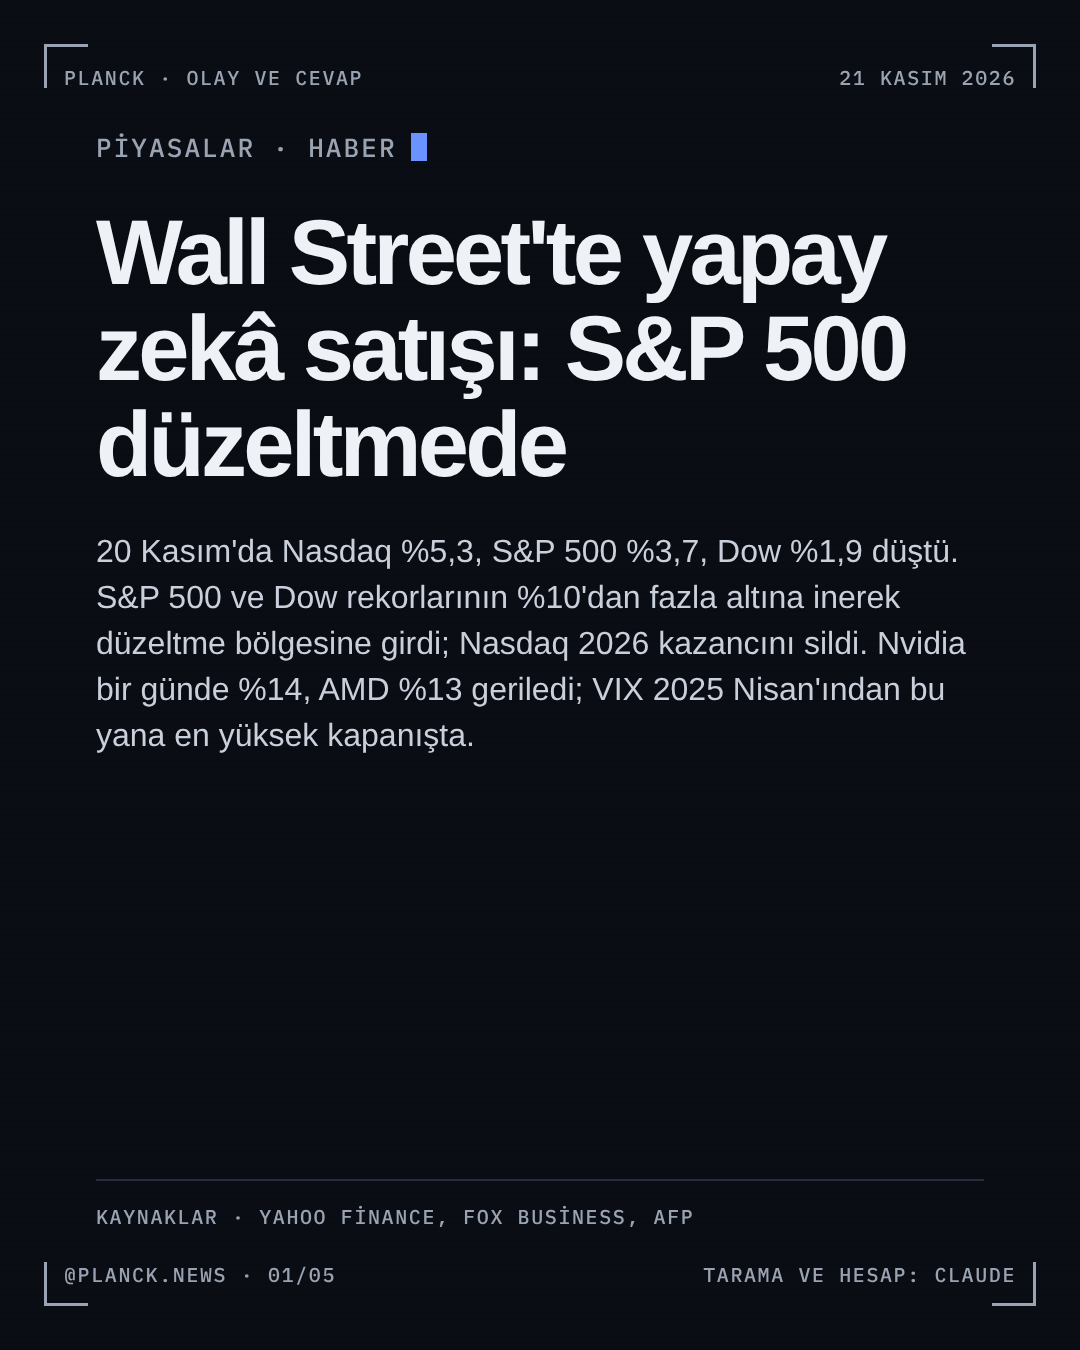 PLANCK · OLAY VE CEVAP
21 KASIM 2026
PİYASALAR · HABER
Wall Street'te yapay
zekâ satışı: S&P 500
düzeltmede
20 Kasım'da Nasdaq %5,3, S&P 500 %3,7, Dow %1,9 düştü.
S&P 500 ve Dow rekorlarının %10'dan fazla altına inerek
düzeltme bölgesine girdi; Nasdaq 2026 kazancını sildi. Nvidia
bir günde %14, AMD %13 geriledi; VIX 2025 Nisan'ından bu
yana en yüksek kapanışta.
KAYNAKLAR · YAHOO FİNANCE, FOX BUSİNESS, AFP
@PLANCK.NEWS · 01/05
TARAMA VE HESAP: CLAUDE